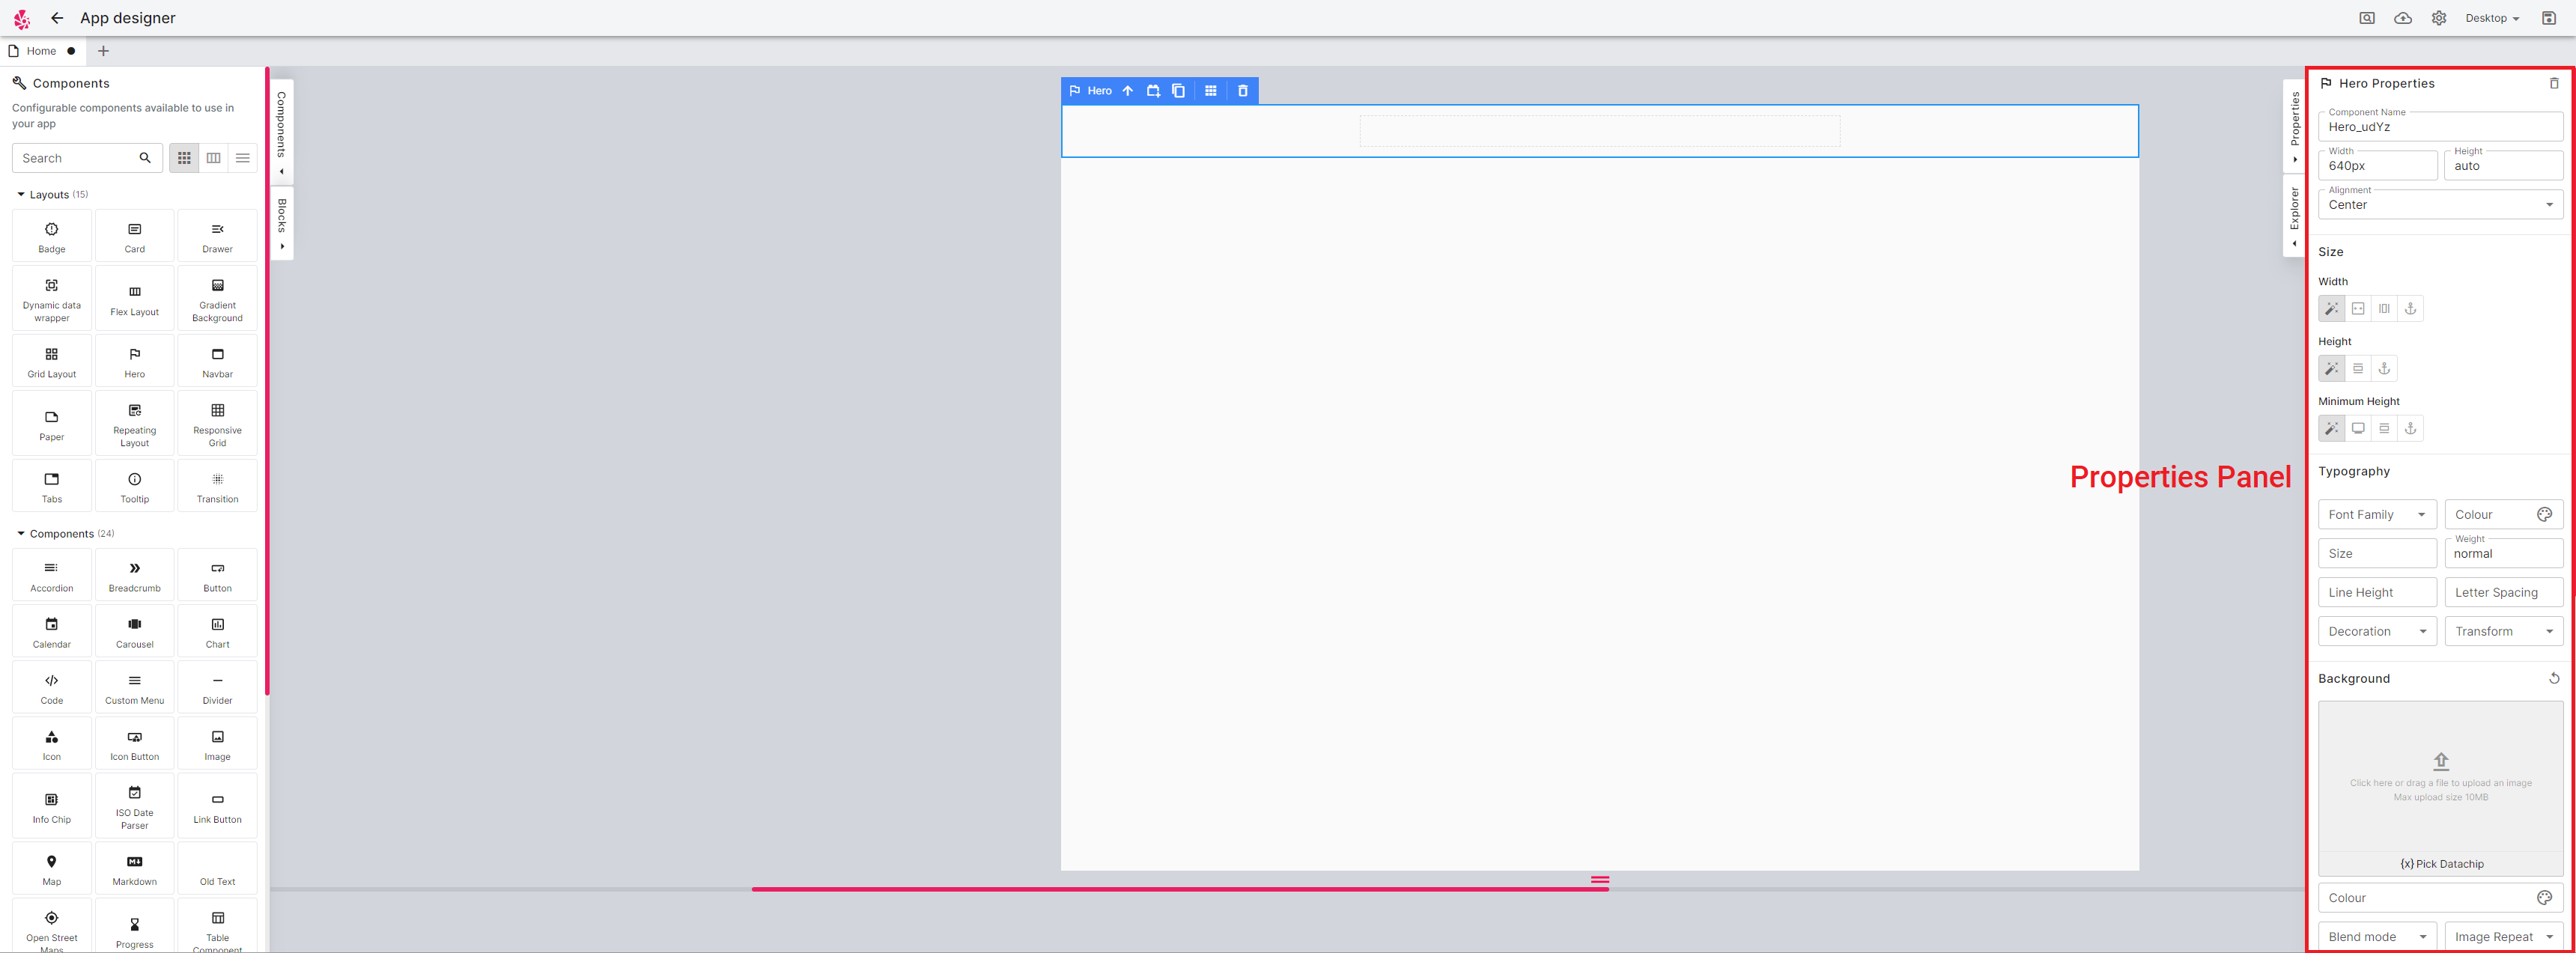 App designer
Desktop
Home
Components
Configurable components available to use in
your app
Search
Layouts (15)
Badge
Card
Drawer
Dynamic data
wrapper
Flex Layout
Gradient
Background
Grid Layout
Hero
Navbar
Paper
Repeating
Layout
Responsive
Grid
Tabs
Tooltip
Transition
Components (24)
Accordion
Breadcrumb
Button
Calendar
Carousel
Chart
Code
Custom Menu
Divider
Icon
Icon Button
Image
Info Chip
ISO Date
Parser
Link Button
Map
Markdown
Old Text
Open Street
Maps
Progress
Table
Component
Components
Blocks
Hero
Properties
Explorer
Properties Panel
Hero Properties
Component Name
Hero_udYz
Width
640px
Height
auto
Alignment
Center
Size
Width
Height
Minimum Height
Typography
Font Family
Colour
Size
Weight
normal
Line Height
Letter Spacing
Decoration
Transform
Background
Click here or drag a file to upload an image
Max upload size 10MB
{x} Pick Datachip
Colour
Blend mode
Image Repeat